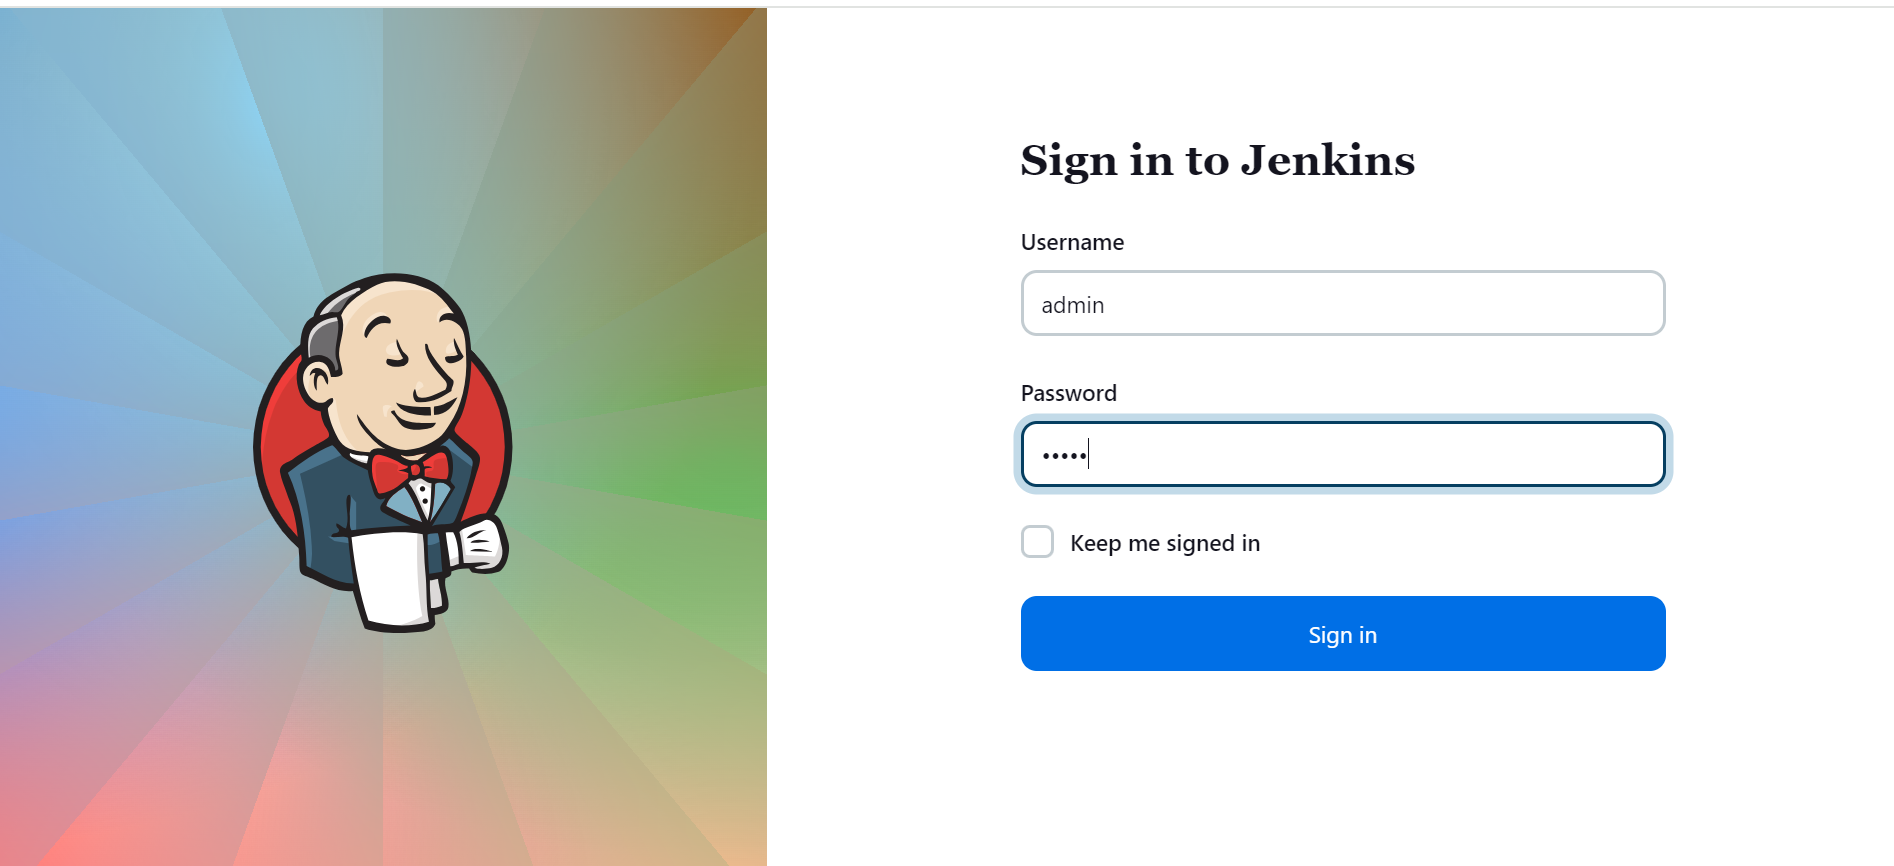 Sign in to Jenkins
Username
admin
Password
•••••
Keep me signed in
Sign in